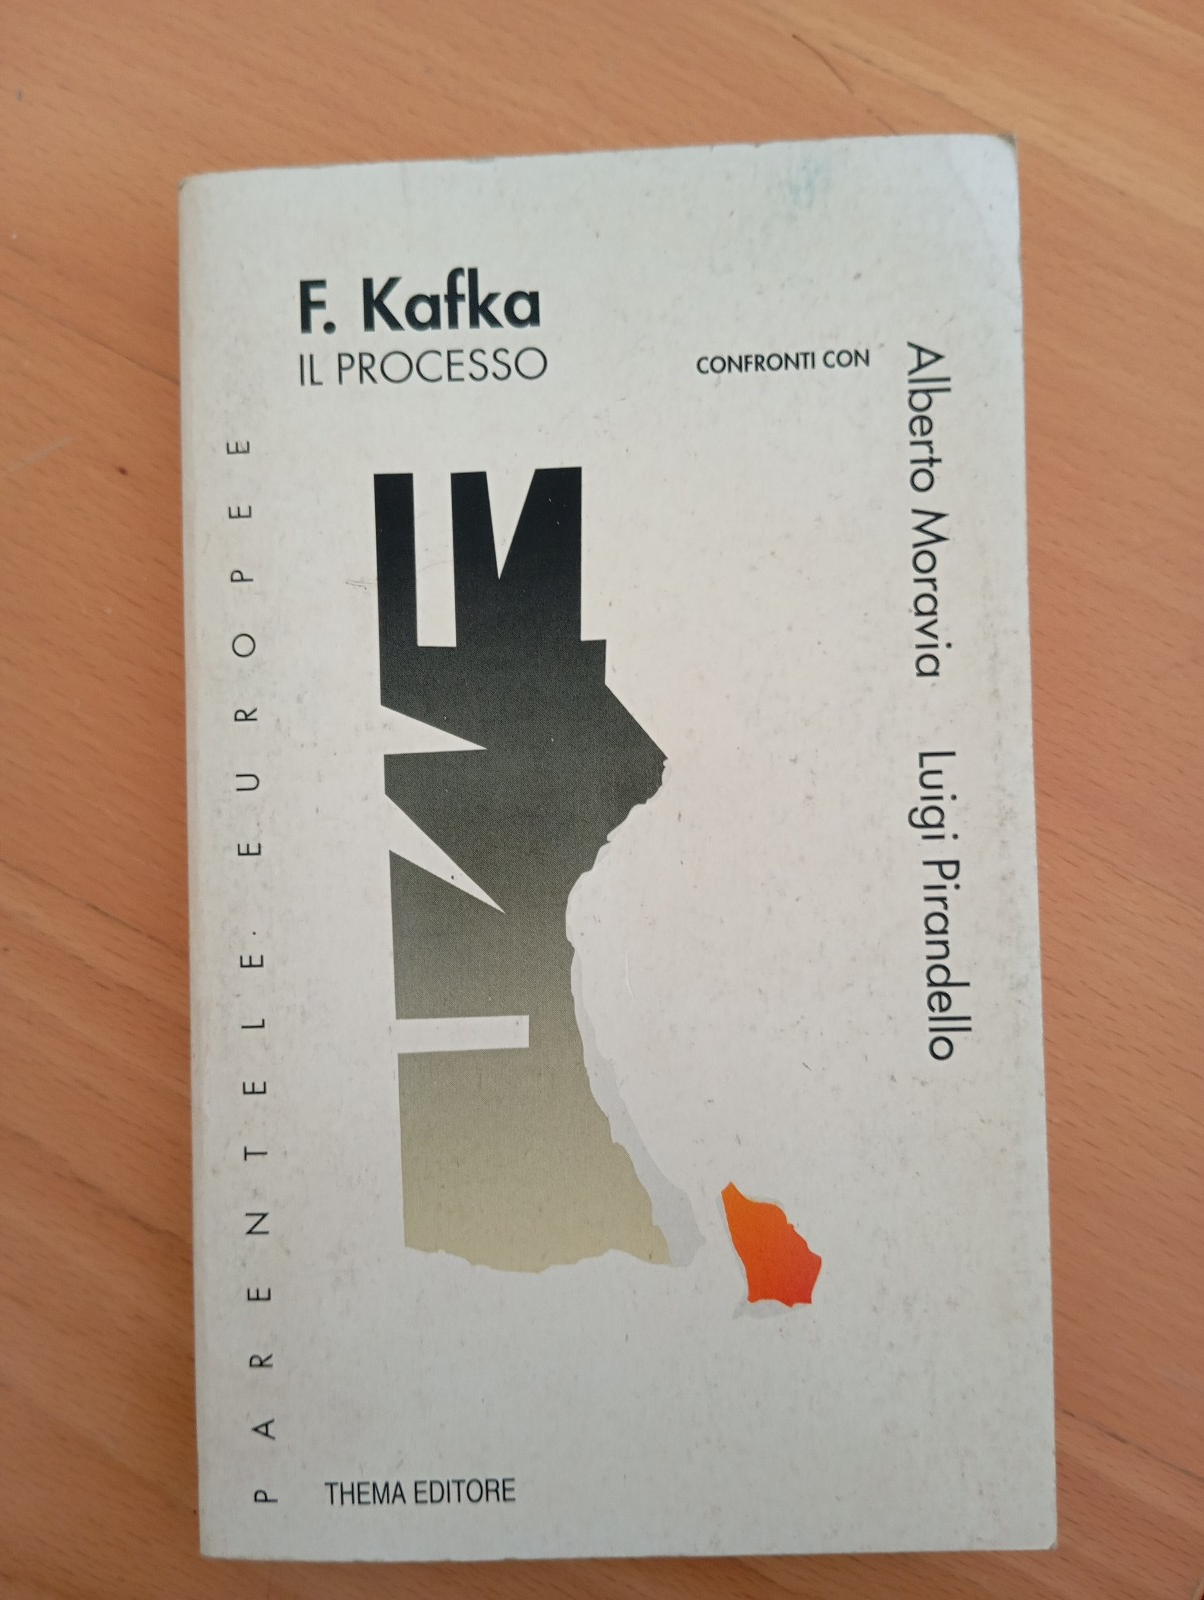 F. Kafka
IL PROCESSO
CONFRONTI CON
Alberto Moravia Luigi Pirandello
PARENTELE EUROPEE
THEMA EDITORE